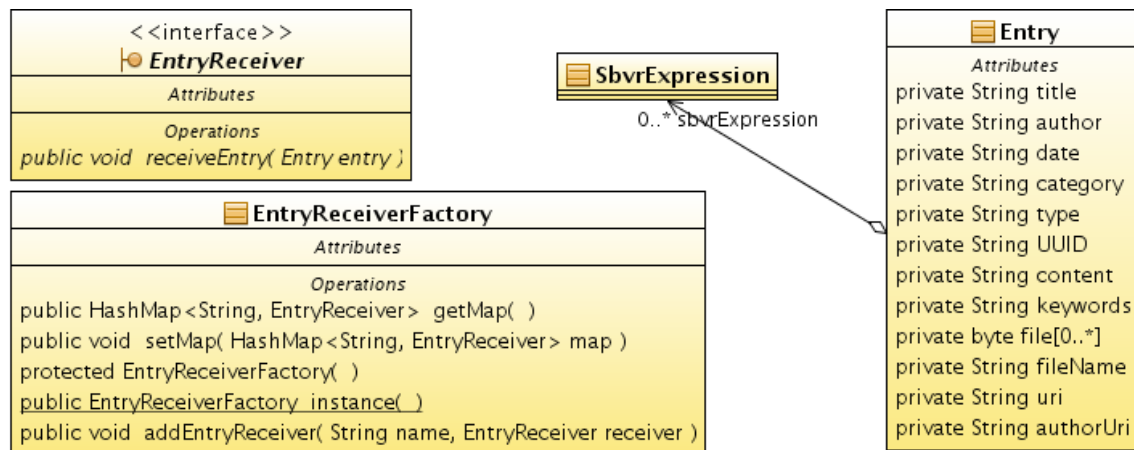 <<interface>>
EntryReceiver
Attributes
Operations
public void receiveEntry( Entry entry )
EntryReceiverFactory
Attributes
Operations
public HashMap<String, EntryReceiver> getMap( )
public void setMap( HashMap<String, EntryReceiver> map )
protected EntryReceiverFactory( )
public EntryReceiverFactory instance( )
public void addEntryReceiver( String name, EntryReceiver receiver )
SbvrExpression
0..* sbvrExpression
Entry
Attributes
private String title
private String author
private String date
private String category
private String type
private String UUID
private String content
private String keywords
private byte file[0..*]
private String fileName
private String uri
private String authorUri